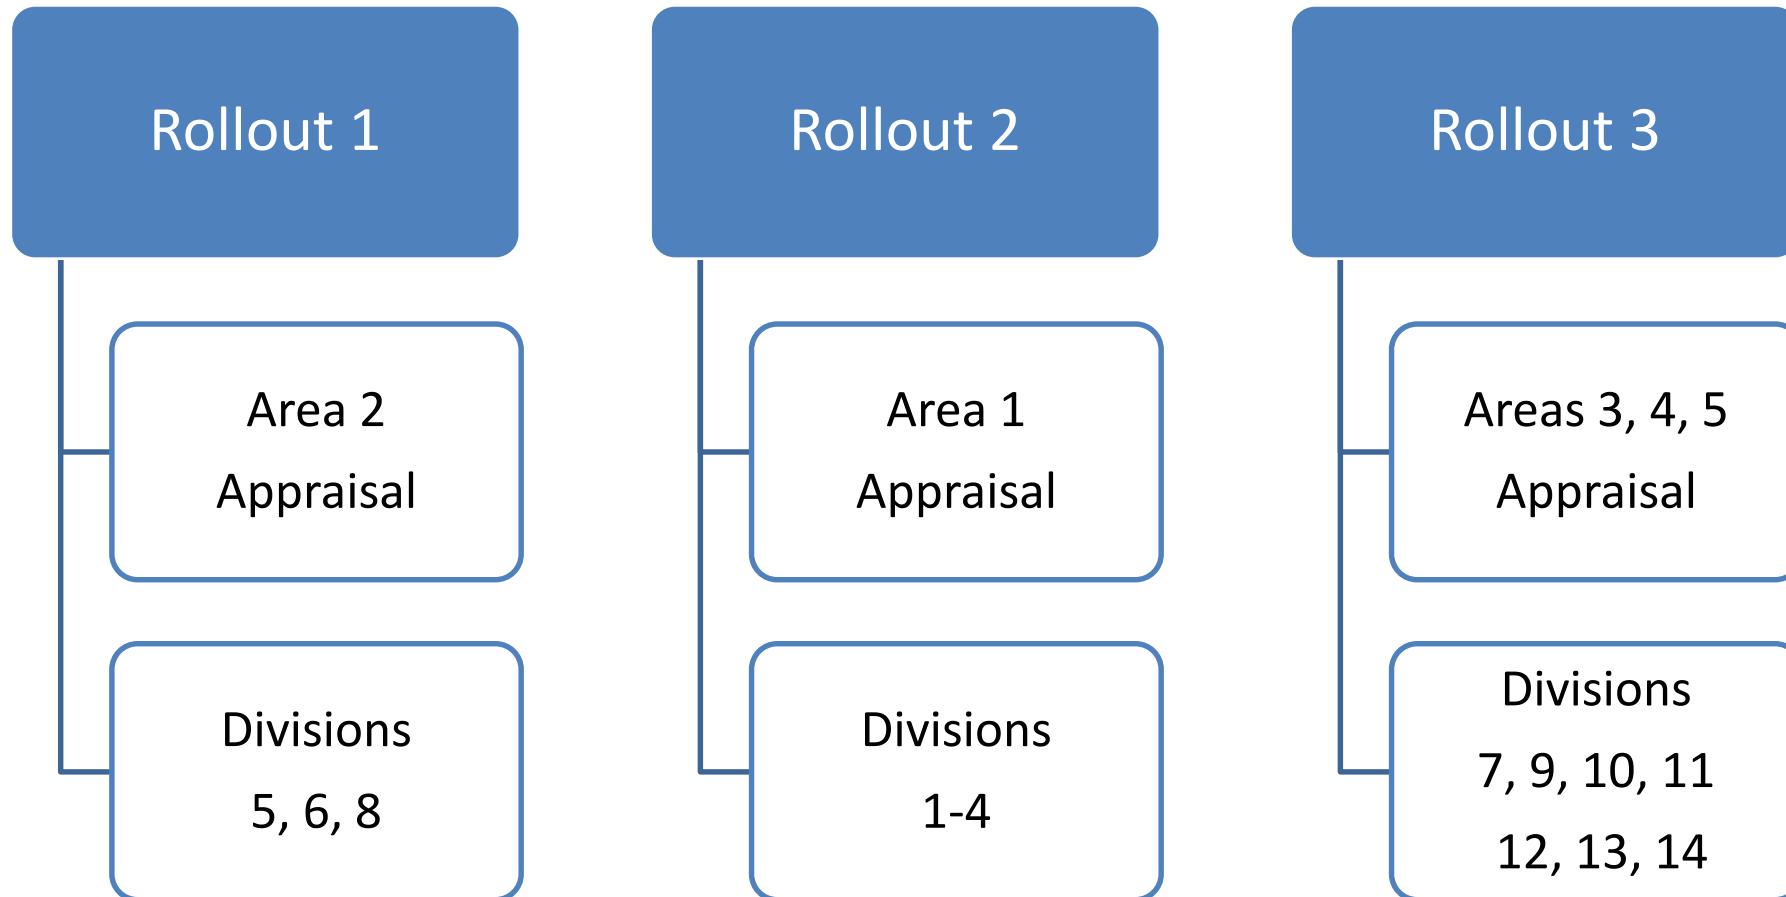 Rollout 1
Area 2
Appraisal
Divisions
5, 6, 8
Rollout 2
Area 1
Appraisal
Divisions
1-4
Rollout 3
Areas 3, 4, 5
Appraisal
Divisions
7, 9, 10, 11
12, 13, 14